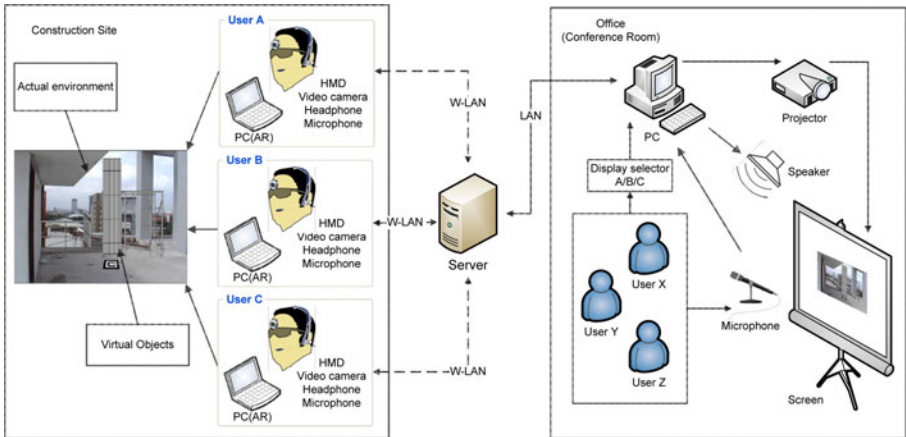 Construction Site
Actual environment
Virtual Objects
User A
HMD
Video camera
Headphone
Microphone
PC(AR)
User B
HMD
Video camera
Headphone
Microphone
PC(AR)
User C
HMD
Video camera
Headphone
Microphone
PC(AR)
W-LAN
W-LAN
W-LAN
Server
LAN
Office
(Conference Room)
PC
Projector
Display selector
A/B/C
Speaker
User X
User Y
User Z
Microphone
Screen